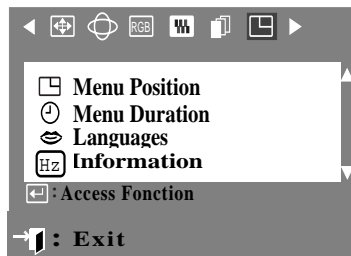 RGB
Menu Position
Menu Duration
Languages
Hz Information
: Access Fonction
: Exit